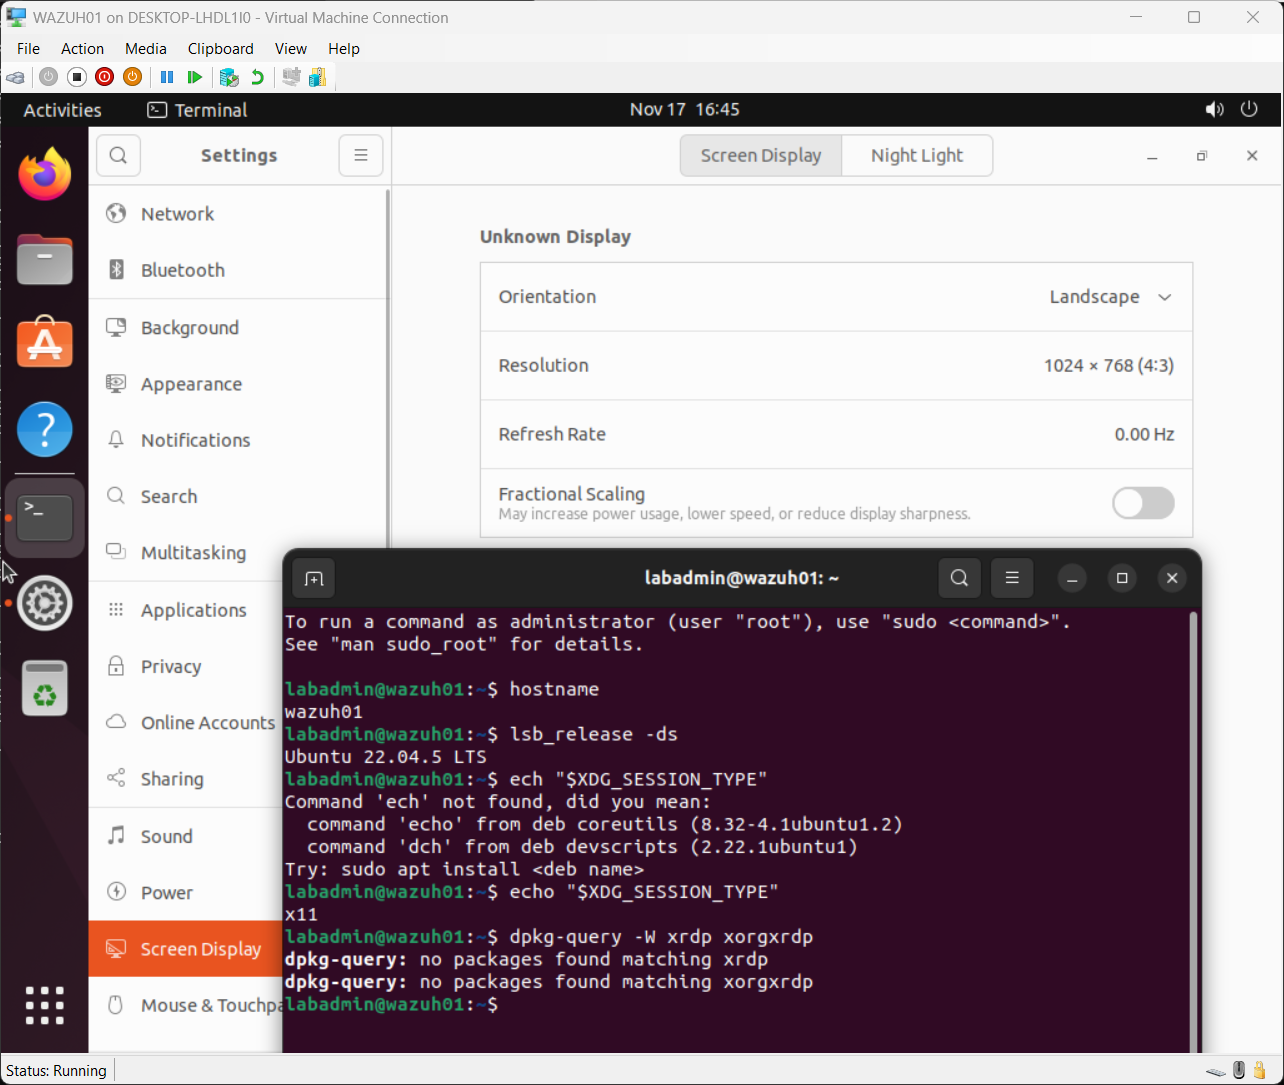 WAZUH01 on DESKTOP-LHDL1I0 - Virtual Machine Connection
File Action Media Clipboard View Help
Activities Terminal Nov 17 16:45
Settings
Screen Display Night Light
Network
Bluetooth
Background
Appearance
Notifications
Search
Multitasking
Applications
Privacy
Online Accounts
Sharing
Sound
Power
Screen Display
Mouse & Touchpa
Unknown Display
Orientation Landscape
Resolution 1024 × 768 (4:3)
Refresh Rate 0.00 Hz
Fractional Scaling
May increase power usage, lower speed, or reduce display sharpness.
labadmin@wazuh01: ~
To run a command as administrator (user "root"), use "sudo <command>".
See "man sudo_root" for details.
labadmin@wazuh01:~$ hostname
wazuh01
labadmin@wazuh01:~$ lsb_release -ds
Ubuntu 22.04.5 LTS
labadmin@wazuh01:~$ ech "$XDG_SESSION_TYPE"
Command 'ech' not found, did you mean:
  command 'echo' from deb coreutils (8.32-4.1ubuntu1.2)
  command 'dch' from deb devscripts (2.22.1ubuntu1)
Try: sudo apt install <deb name>
labadmin@wazuh01:~$ echo "$XDG_SESSION_TYPE"
x11
labadmin@wazuh01:~$ dpkg-query -W xrdp xorgxrdp
dpkg-query: no packages found matching xrdp
dpkg-query: no packages found matching xorgxrdp
labadmin@wazuh01:~$
Status: Running